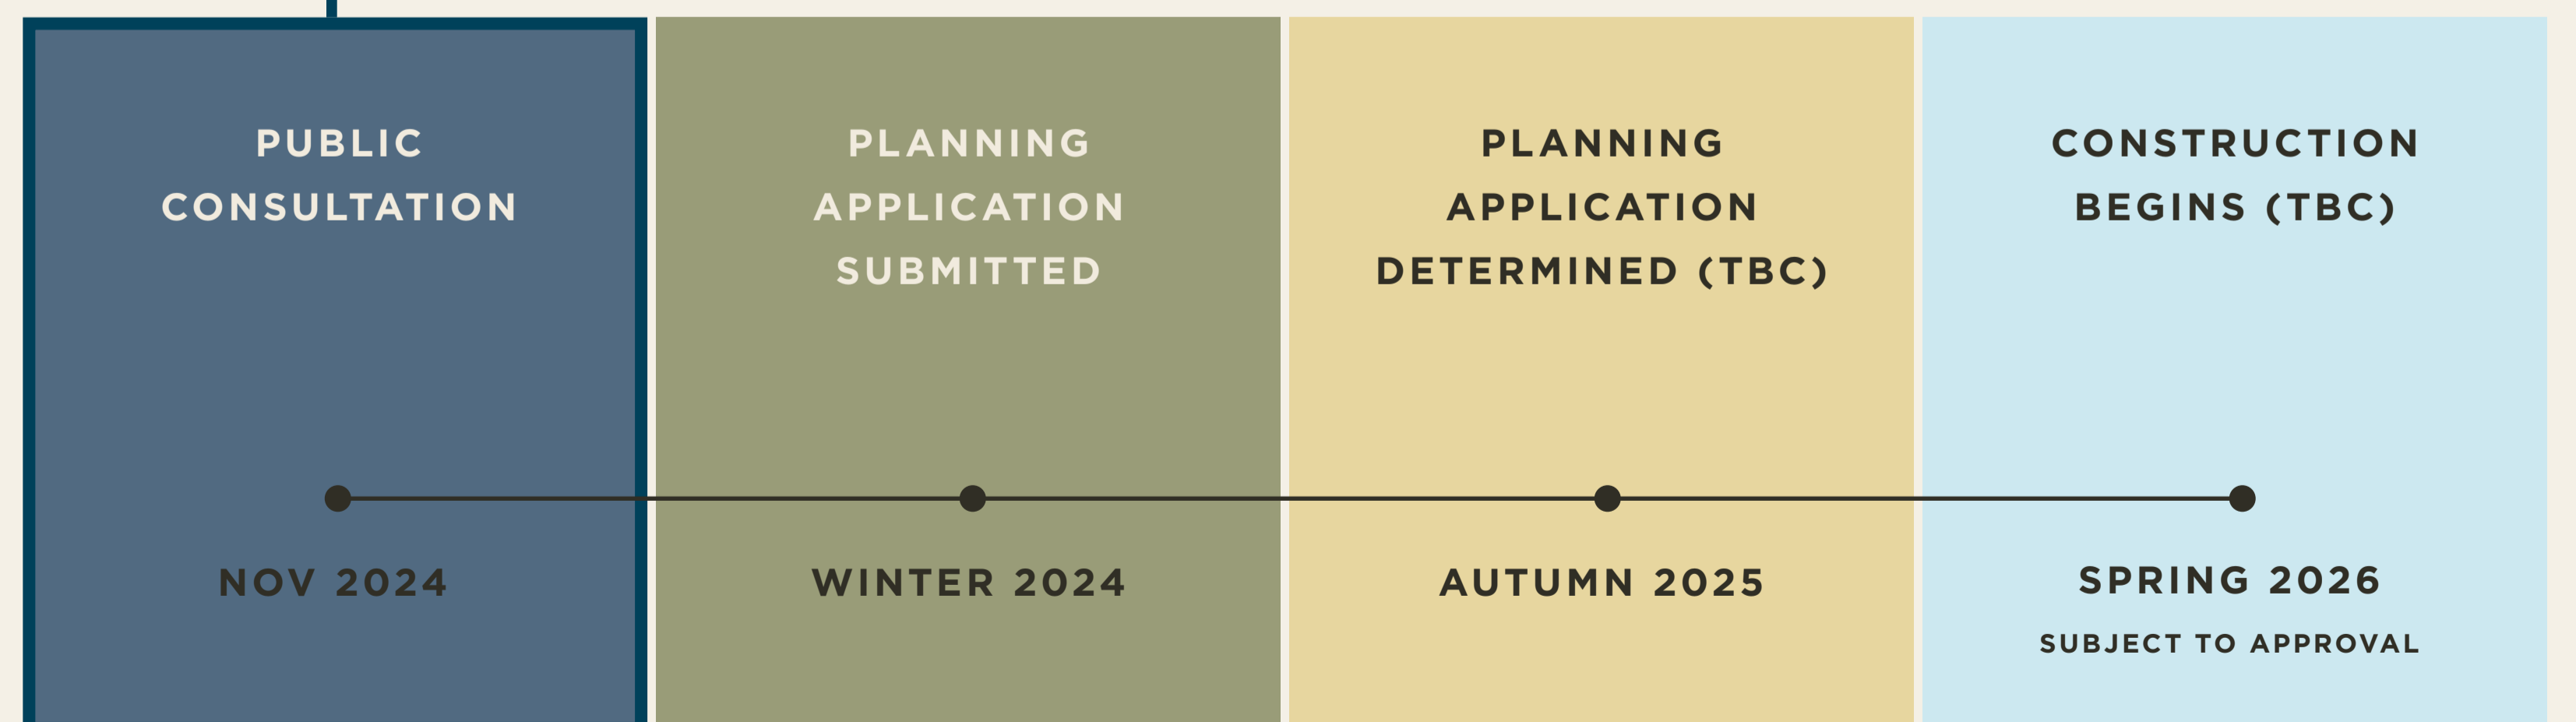 PUBLIC
CONSULTATION
NOV 2024
PLANNING
APPLICATION
SUBMITTED
WINTER 2024
PLANNING
APPLICATION
DETERMINED (TBC)
AUTUMN 2025
CONSTRUCTION
BEGINS (TBC)
SPRING 2026
SUBJECT TO APPROVAL